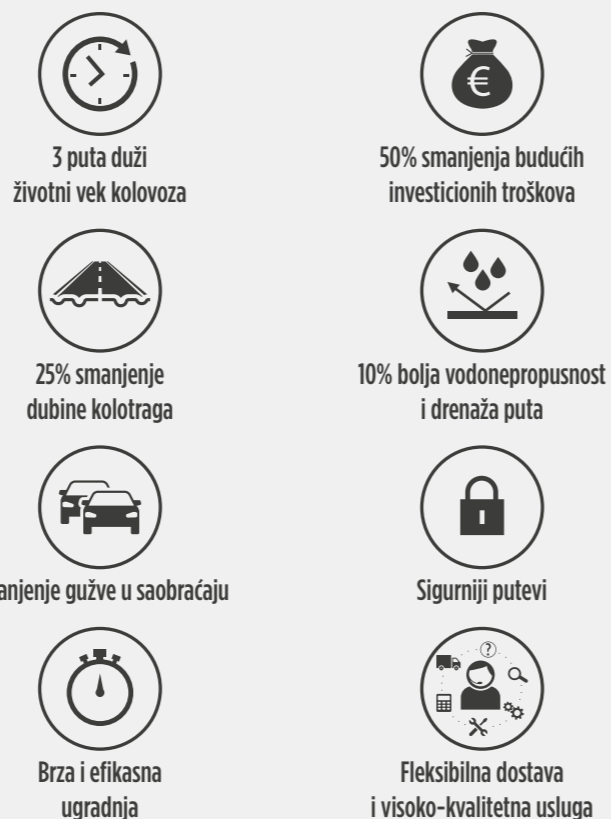 €
3 puta duži
životni vek kolovoza
50% smanjenja budućih
investicionih troškova
25% smanjenje
dubine kolotraga
10% bolja vodonepropusnost
i drenaža puta
gužve u saobraćaju
Sigurniji putevi
?
Brza i efikasna
ugradnja
Fleksibilna dostava
i visoko-kvalitetna usluga